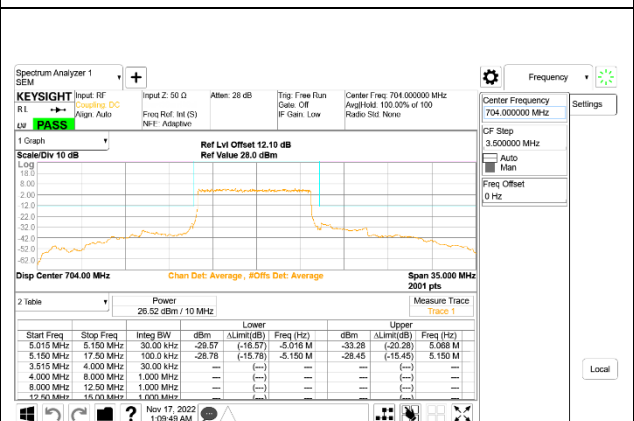 Spectrum Analyzer 1
SEM
Frequency
KEYSIGHT Input: RF Input Z: 50 Ω Atten: 28 dB Trig: Free Run Center Freq: 704.000000 MHz
Coupling: DC Gate: Off Avg|Hold: 100.00% of 100
Align: Auto Freq Ref: Int (S) IF Gain: Low Radio Std: None
NFE: Adaptive
PASS
Center Frequency
704.000000 MHz
Settings
CF Step
3.500000 MHz
Auto
Man
Freq Offset
0 Hz
1 Graph
Ref Lvl Offset 12.10 dB
Scale/Div 10 dB Ref Value 28.0 dBm
Log
18.0
8.00
-2.00
-12.0
-22.0
-32.0
-42.0
-52.0
-62.0
Disp Center 704.00 MHz Chan Det: Average , #Offs Det: Average Span 35.000 MHz
2001 pts
2 Table
Power
26.52 dBm / 10 MHz
Measure Trace
Trace 1
Lower Upper
Start Freq Stop Freq Integ BW dBm ΔLimit(dB) Freq (Hz) dBm ΔLimit(dB) Freq (Hz)
5.015 MHz 5.150 MHz 30.00 kHz -29.57 (-16.57) -5.016 M -33.28 (-20.28) 5.068 M
5.150 MHz 17.50 MHz 100.0 kHz -28.78 (-15.78) -5.150 M -28.45 (-15.45) 5.150 M
3.515 MHz 4.000 MHz 30.00 kHz --- (---) --- --- (---) ---
4.000 MHz 8.000 MHz 1.000 MHz --- (---) --- --- (---) ---
8.000 MHz 12.50 MHz 1.000 MHz --- (---) --- --- (---) ---
12.50 MHz 15.00 MHz 1.000 MHz --- (---) --- --- (---) ---
Local
Nov 17, 2022
1:09:49 AM